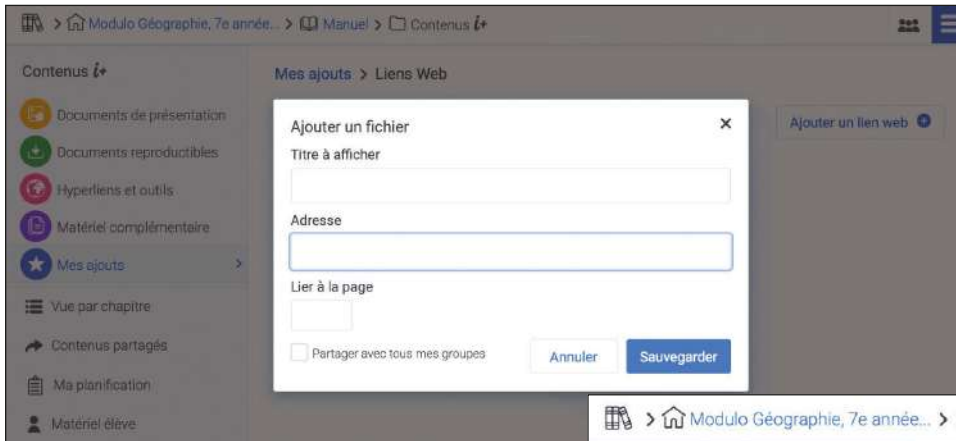 > Modulo Géographie, 7e année... > Manuel > Contenus i+
Contenus i+
Documents de présentation
Documents reproductibles
Hyperliens et outils
Matériel complémentaire
Mes ajouts >
Vue par chapitre
Contenus partagés
Ma planification
Matériel élève
Mes ajouts > Liens Web
Ajouter un lien web
Ajouter un fichier ×
Titre à afficher
Adresse
Lier à la page
Partager avec tous mes groupes
Annuler Sauvegarder
> Modulo Géographie, 7e année... >